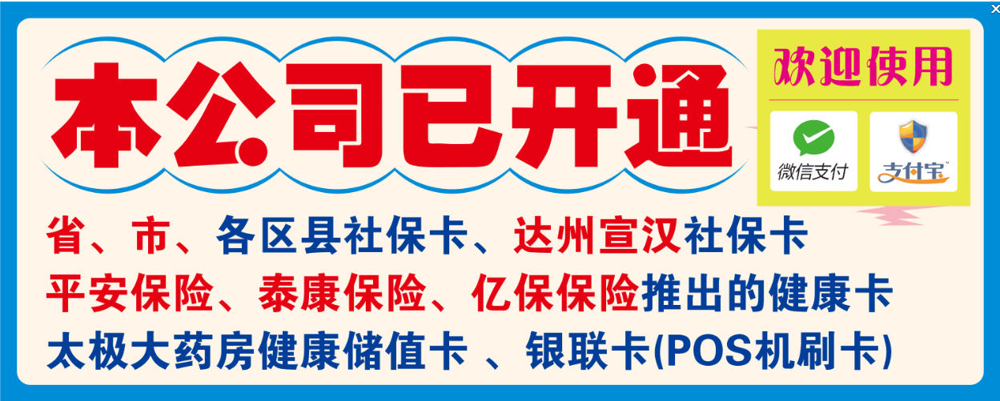 本公司已开通
欢迎使用
微信支付
支付宝™
省、市、各区县社保卡、达州宣汉社保卡
平安保险、泰康保险、亿保保险推出的健康卡
太极大药房健康储值卡 、银联卡(POS机刷卡)